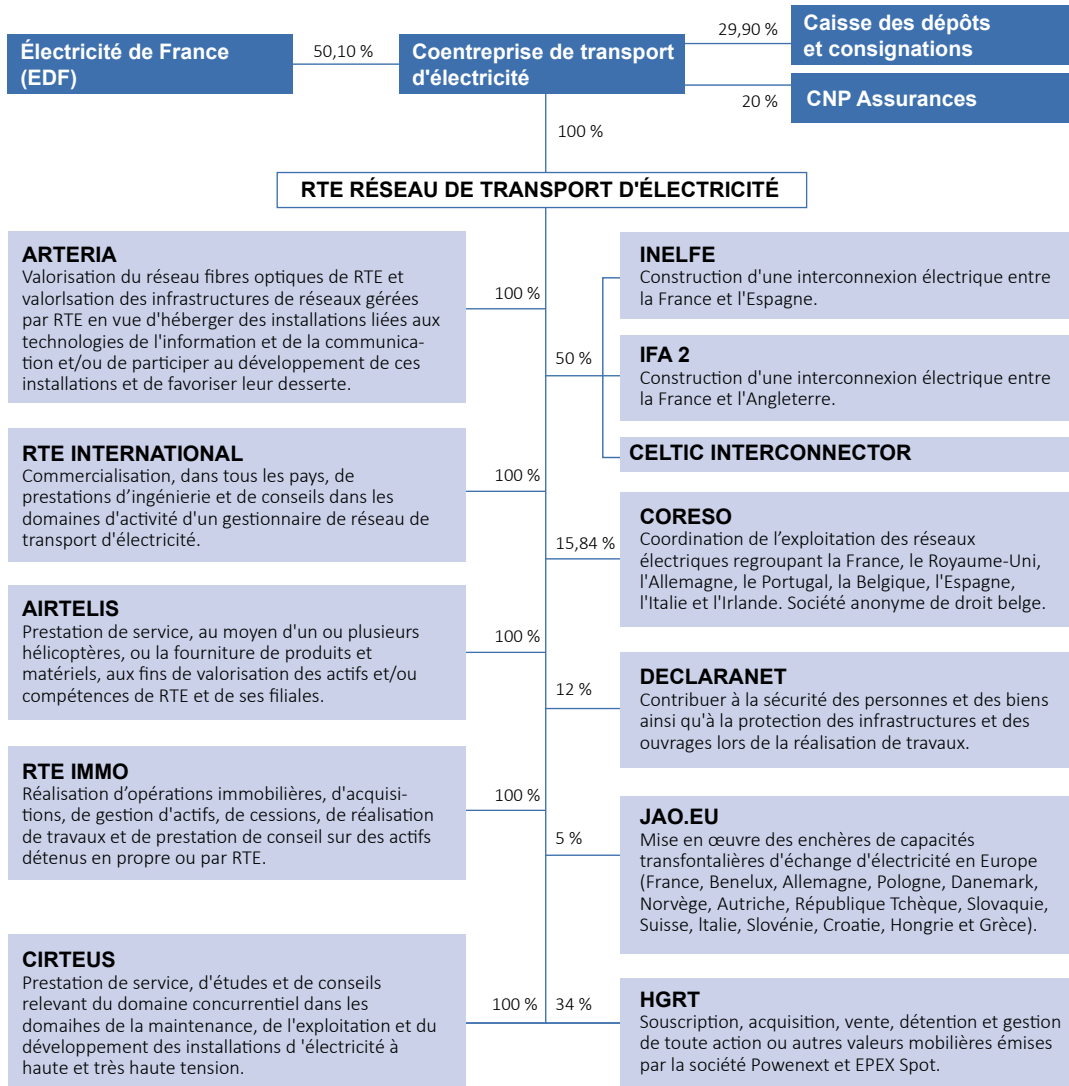 Électricité de France
(EDF)
50,10 %
Coentreprise de transport
d'électricité
29,90 %
Caisse des dépôts
et consignations
20 %
CNP Assurances
100 %
RTE RÉSEAU DE TRANSPORT D'ÉLECTRICITÉ
ARTERIA
Valorisation du réseau fibres optiques de RTE et
valorlsation des infrastructures de réseaux gérées
par RTE en vue d'héberger des installations liées aux
technologies de l'information et de la communica-
tion et/ou de participer au développement de ces
installations et de favoriser leur desserte.
100 %
RTE INTERNATIONAL
Commercialisation, dans tous les pays, de
prestations d’ingénierie et de conseils dans les
domaines d'activité d'un gestionnaire de réseau de
transport d'électricité.
100 %
AIRTELIS
Prestation de service, au moyen d'un ou plusieurs
hélicoptères, ou la fourniture de produits et
matériels, aux fins de valorisation des actifs et/ou
compétences de RTE et de ses filiales.
100 %
RTE IMMO
Réalisation d’opérations immobilières, d'acquisi-
tions, de gestion d'actifs, de cessions, de réalisation
de travaux et de prestation de conseil sur des actifs
détenus en propre ou par RTE.
100 %
CIRTEUS
Prestation de service, d'études et de conseils
relevant du domaine concurrentiel dans les
domaihes de la maintenance, de l'exploitation et du
développement des installations d 'électricité à
haute et très haute tension.
100 %
50 %
INELFE
Construction d'une interconnexion électrique entre
la France et l'Espagne.
IFA 2
Construction d'une interconnexion électrique entre
la France et l'Angleterre.
CELTIC INTERCONNECTOR
15,84 %
CORESO
Coordination de l’exploitation des réseaux
électriques regroupant la France, le Royaume-Uni,
l'Allemagne, le Portugal, la Belgique, l'Espagne,
l'Italie et l'Irlande. Société anonyme de droit belge.
12 %
DECLARANET
Contribuer à la sécurité des personnes et des biens
ainsi qu'à la protection des infrastructures et des
ouvrages lors de la réalisation de travaux.
5 %
JAO.EU
Mise en œuvre des enchères de capacités
transfontalières d'échange d'électricité en Europe
(France, Benelux, Allemagne, Pologne, Danemark,
Norvège, Autriche, République Tchèque, Slovaquie,
Suisse, Italie, Slovénie, Croatie, Hongrie et Grèce).
34 %
HGRT
Souscription, acquisition, vente, détention et gestion
de toute action ou autres valeurs mobilières émises
par la société Powenext et EPEX Spot.